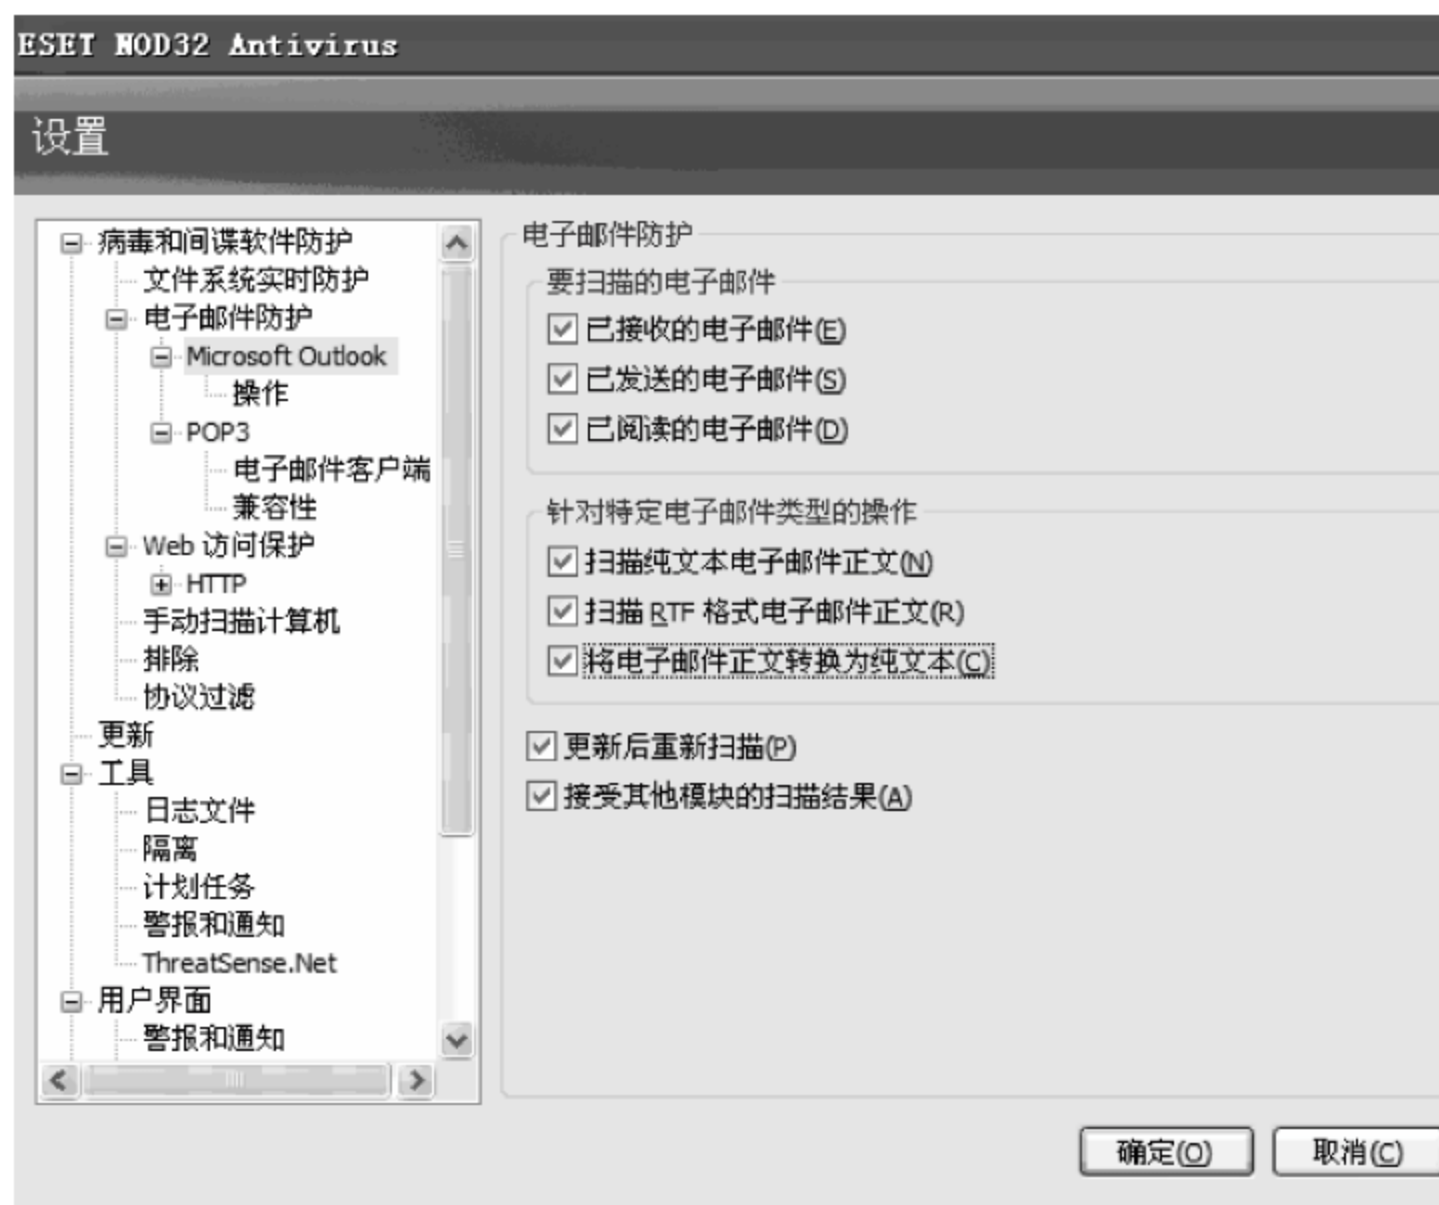 ESET NOD32 Antivirus
设置
病毒和间谍软件防护
文件系统实时防护
电子邮件防护
Microsoft Outlook
操作
POP3
电子邮件客户端
兼容性
Web 访问保护
HTTP
手动扫描计算机
排除
协议过滤
更新
工具
日志文件
隔离
计划任务
警报和通知
ThreatSense.Net
用户界面
警报和通知
电子邮件防护
要扫描的电子邮件
已接收的电子邮件(E)
已发送的电子邮件(S)
已阅读的电子邮件(D)
针对特定电子邮件类型的操作
扫描纯文本电子邮件正文(N)
扫描 RTF 格式电子邮件正文(R)
将电子邮件正文转换为纯文本(C)
更新后重新扫描(P)
接受其他模块的扫描结果(A)
确定(O)
取消(C)